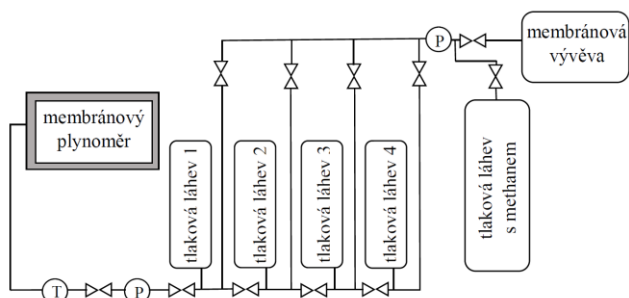 P
membránová
vývěva
membránový
plynoměr
tlaková láhev 1
tlaková láhev 2
tlaková láhev 3
tlaková láhev 4
tlaková láhev
s methanem
T
P